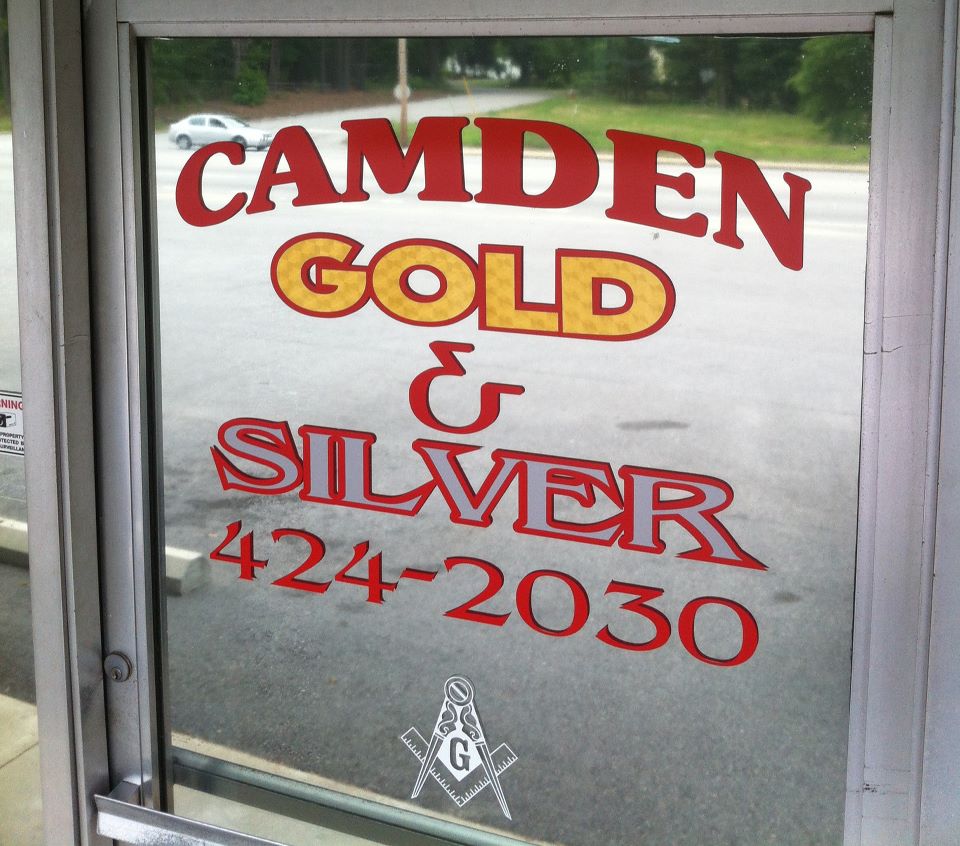 CAMDEN
GOLD
&
SILVER
424-2030
G